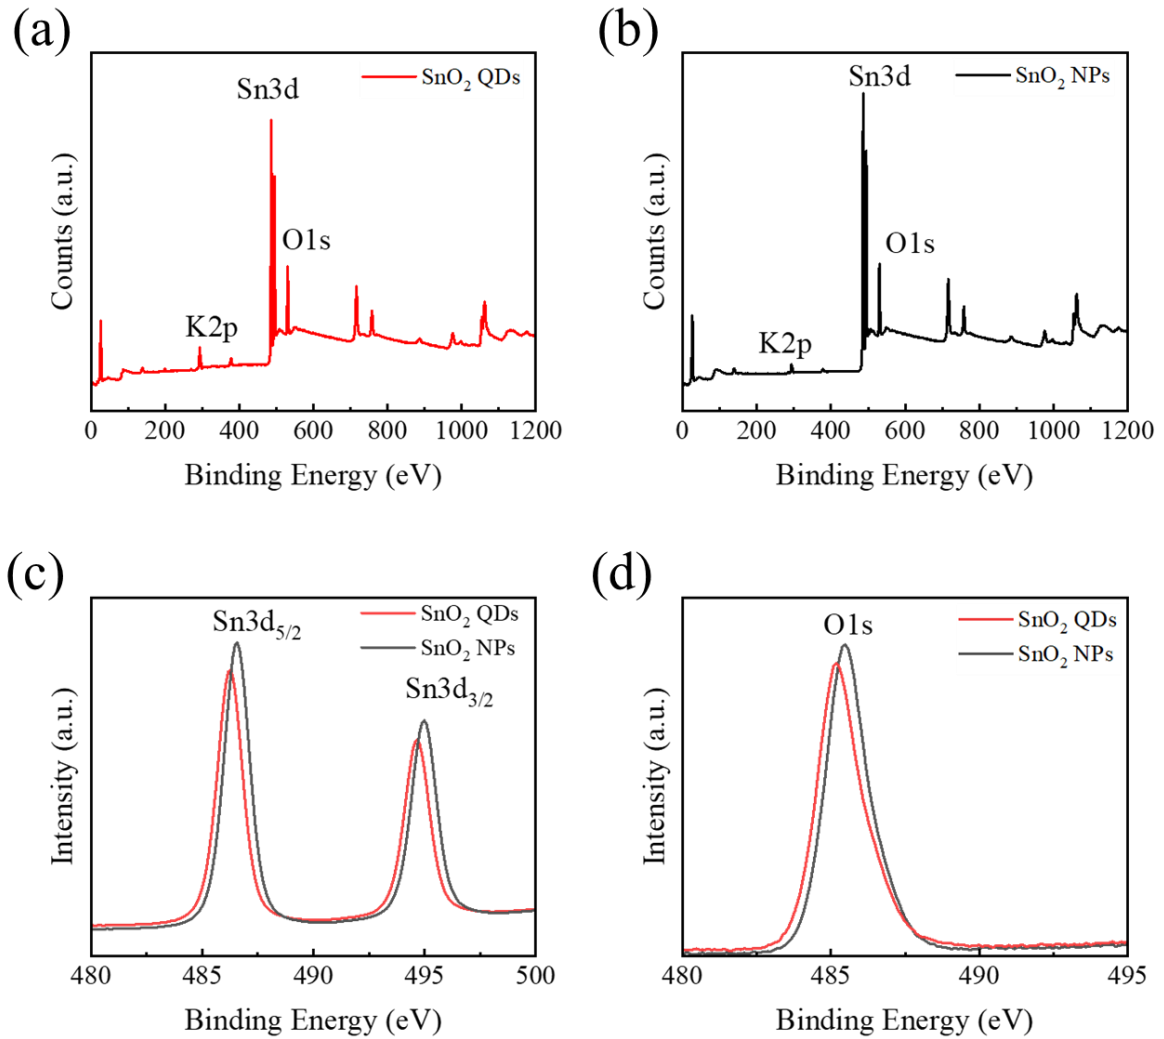 (a)
SnO₂ QDs
Sn3d
O1s
K2p
Counts (a.u.)
0 200 400 600 800 1000 1200
Binding Energy (eV)
(b)
SnO₂ NPs
Sn3d
O1s
K2p
Counts (a.u.)
0 200 400 600 800 1000 1200
Binding Energy (eV)
(c)
SnO₂ QDs
SnO₂ NPs
Sn3d₅/₂
Sn3d₃/₂
Intensity (a.u.)
480 485 490 495 500
Binding Energy (eV)
(d)
SnO₂ QDs
SnO₂ NPs
O1s
Intensity (a.u.)
480 485 490 495
Binding Energy (eV)